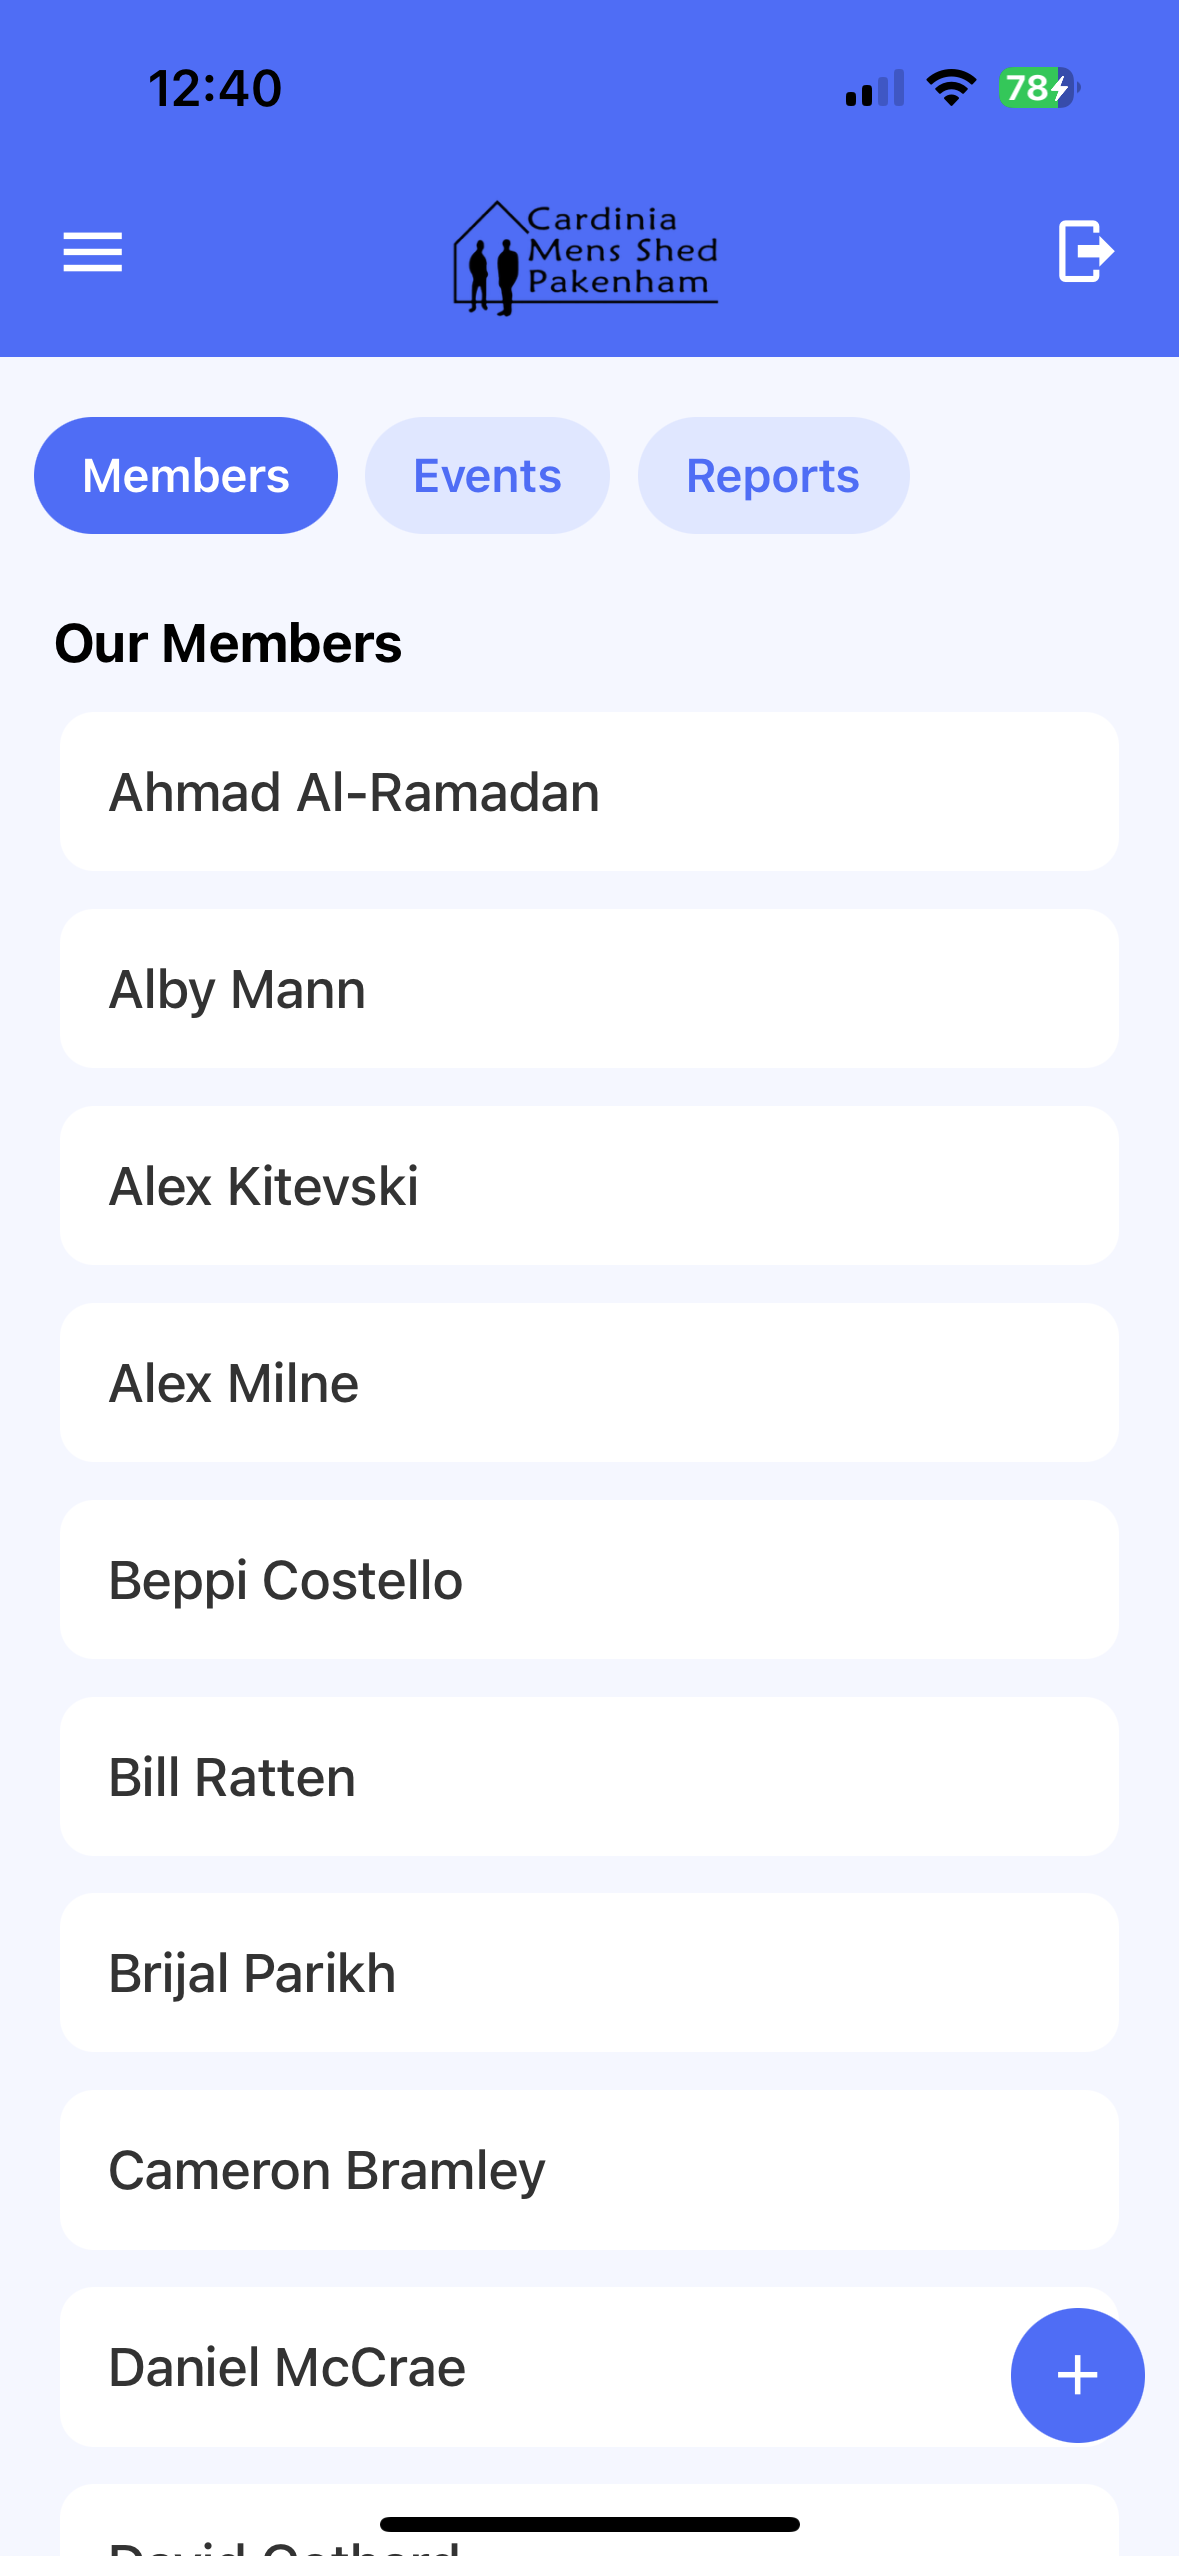 12:40
78
Cardinia
Mens Shed
Pakenham
Members
Events
Reports
Our Members
Ahmad Al-Ramadan
Alby Mann
Alex Kitevski
Alex Milne
Beppi Costello
Bill Ratten
Brijal Parikh
Cameron Bramley
Daniel McCrae
+
David